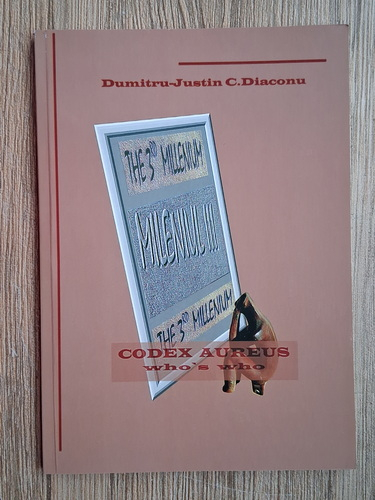 Dumitru-Justin C.Diaconu
THE 3RD MILLENIUM
MILENIUL III
THE 3RD MILLENIUM
CODEX AUREUS
who's who